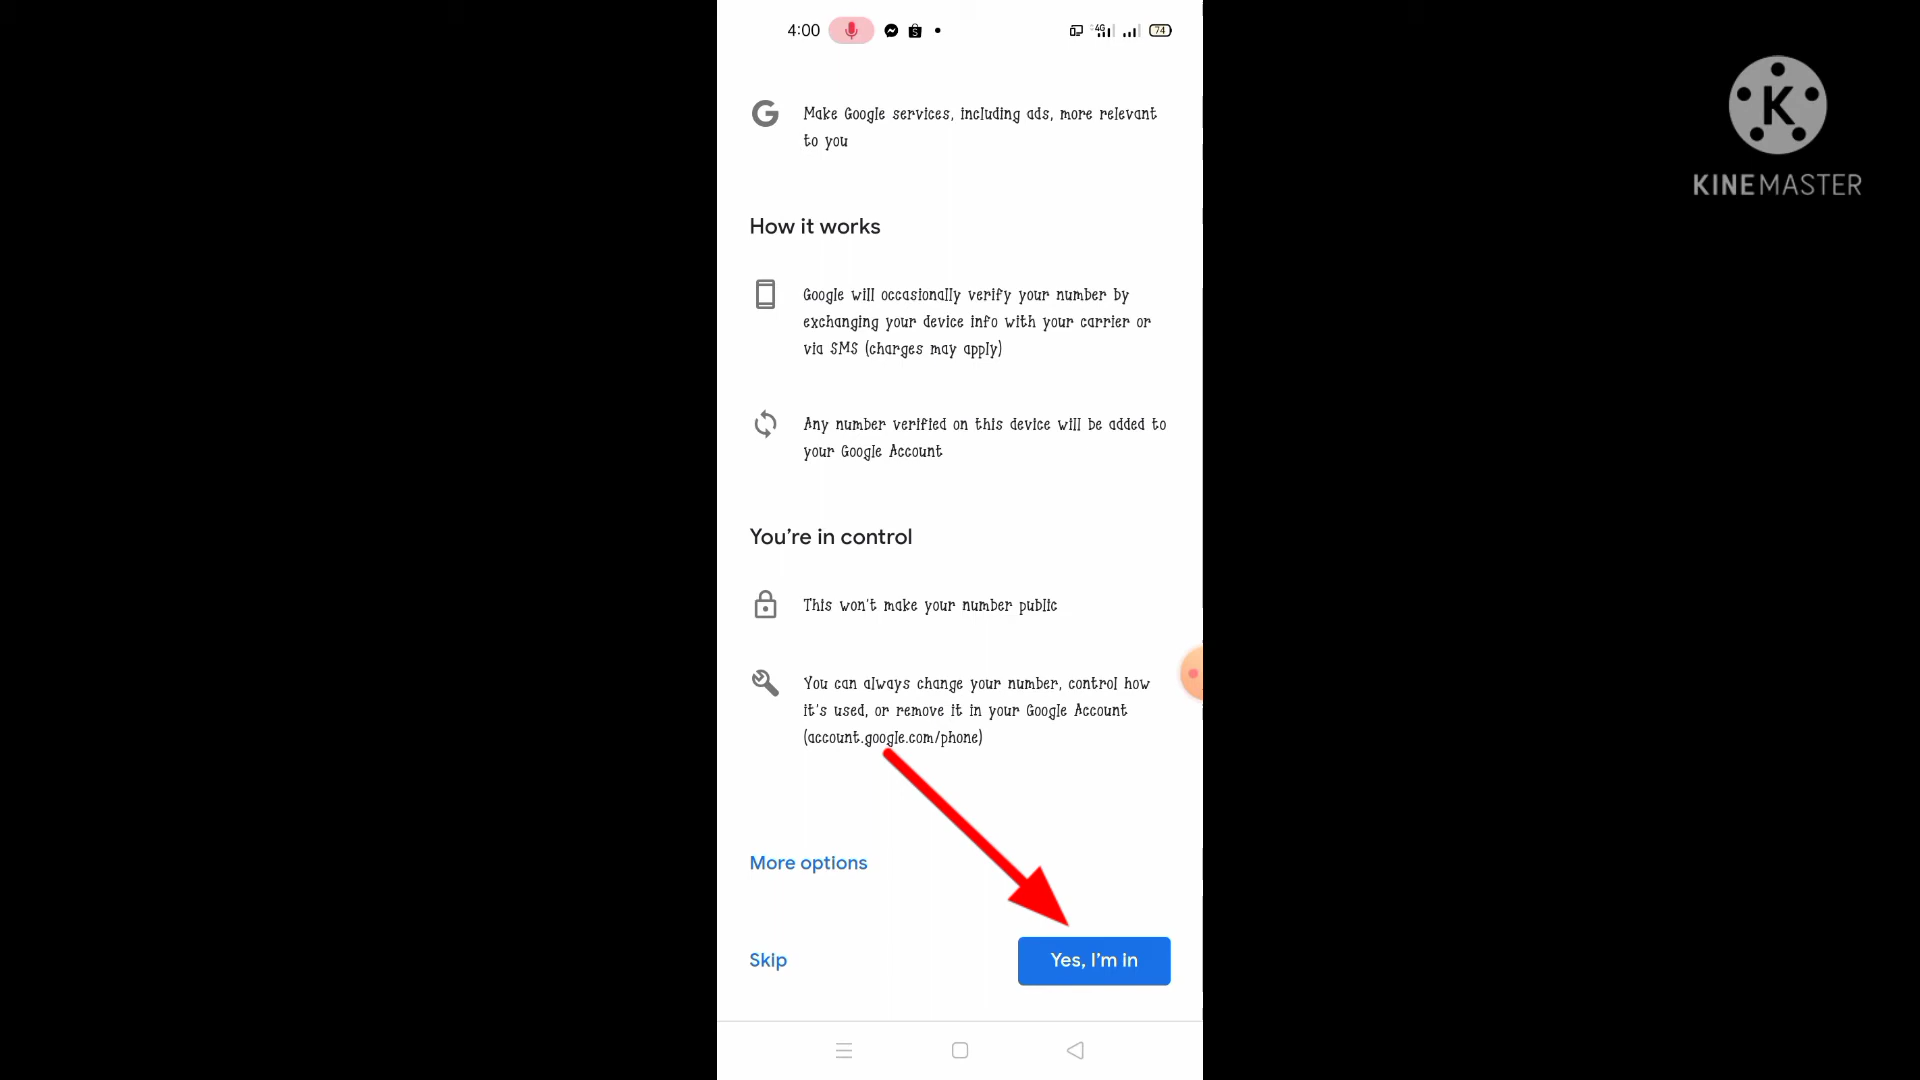 4:00
4G
74
Make Google services, including ads, more relevant
to you
How it works
Google will occasionally verify your number by
exchanging your device info with your carrier or
via SMS (charges may apply)
Any number verified on this device will be added to
your Google Account
You're in control
This won't make your number public
You can always change your number, control how
it's used, or remove it in your Google Account
(account.google.com/phone)
More options
Skip
Yes, I'm in
K
KINEMASTER